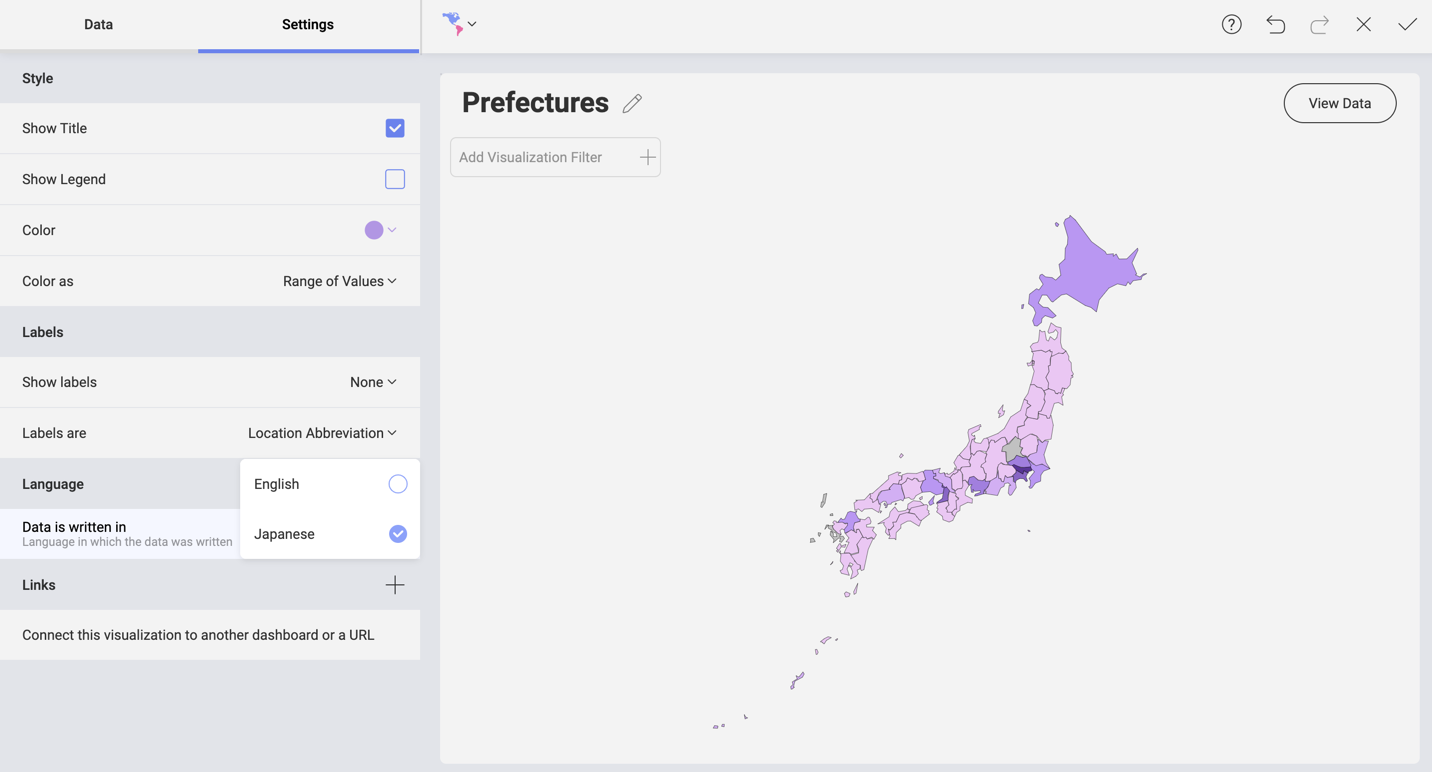 Data
Settings
Style
Show Title
Show Legend
Color
Color as
Range of Values
Labels
Show labels
None
Labels are
Location Abbreviation
Language
English
Data is written in
Language in which the data was written
Japanese
Links
Connect this visualization to another dashboard or a URL
Prefectures
View Data
Add Visualization Filter